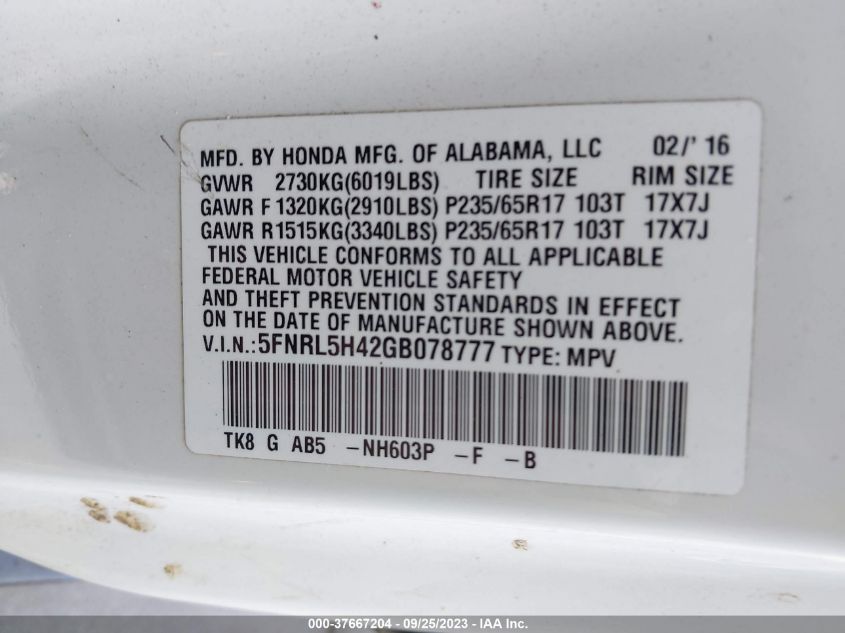 MFD. BY HONDA MFG. OF ALABAMA, LLC 02/' 16
GVWR 2730KG(6019LBS) TIRE SIZE RIM SIZE
GAWR F 1320KG(2910LBS) P235/65R17 103T 17X7J
GAWR R1515KG(3340LBS) P235/65R17 103T 17X7J
THIS VEHICLE CONFORMS TO ALL APPLICABLE
FEDERAL MOTOR VEHICLE SAFETY
AND THEFT PREVENTION STANDARDS IN EFFECT
ON THE DATE OF MANUFACTURE SHOWN ABOVE.
V.I.N.:5FNRL5H42GB078777 TYPE: MPV
TK8 G AB5 -NH603P -F -B
000-37667204 - 09/25/2023 - IAA Inc.